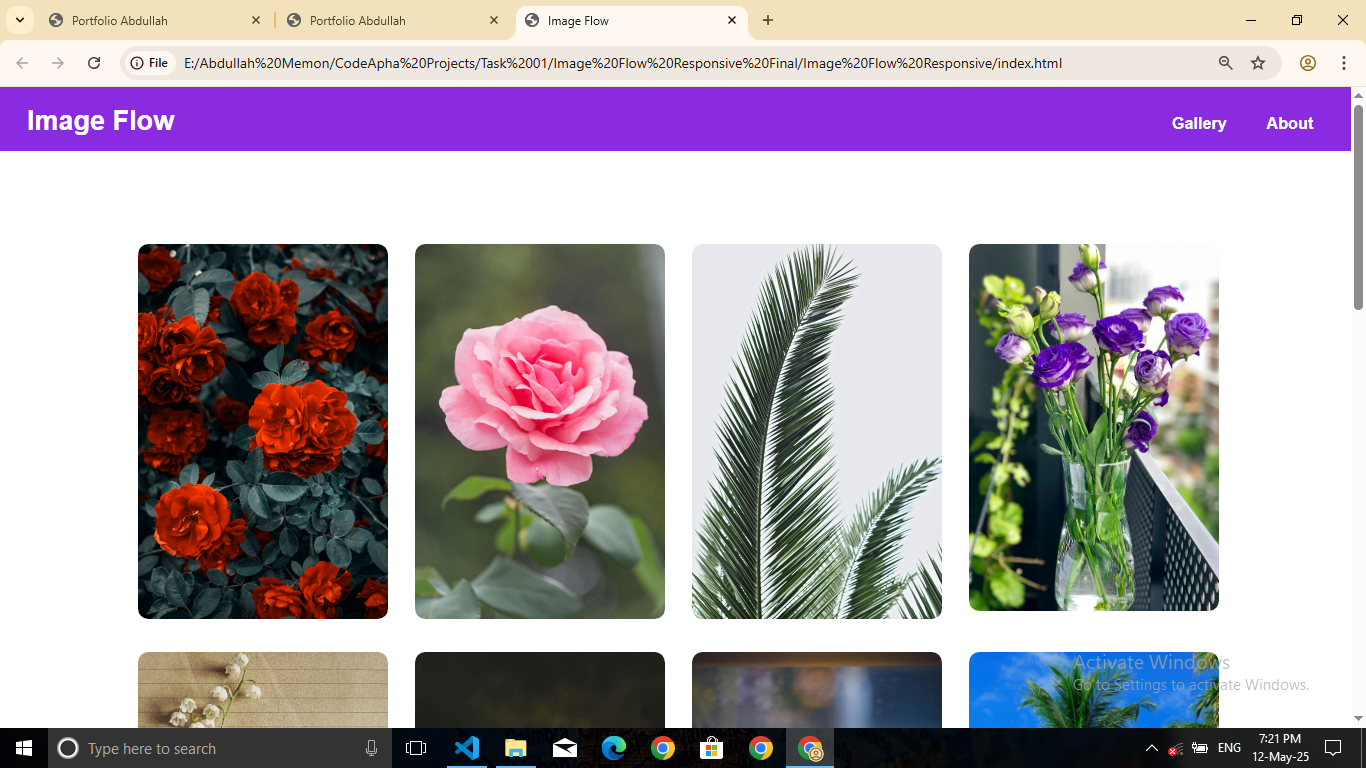 Portfolio Abdullah
Portfolio Abdullah
Image Flow
File
E:/Abdullah%20Memon/CodeApha%20Projects/Task%2001/Image%20Flow%20Responsive%20Final/Image%20Flow%20Responsive/index.html
Image Flow
Gallery
About
Activate Windows
Go to Settings to activate Windows.
Type here to search
ENG
7:21 PM
12-May-25